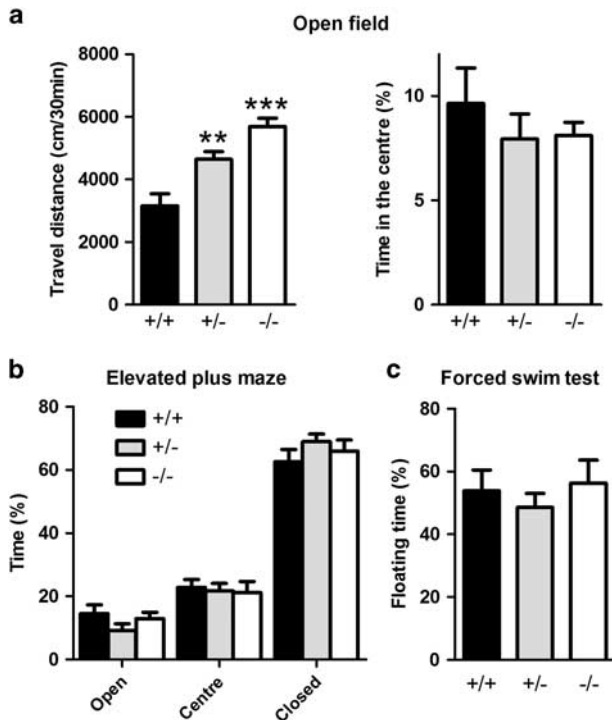 a
Open field
Travel distance (cm/30min)
8000
6000
4000
2000
0
**
***
+/+
+/-
-/-
Time in the centre (%)
10
5
0
+/+
+/-
-/-
b
Elevated plus maze
Time (%)
80
60
40
20
0
+/+
+/-
-/-
Open
Centre
Closed
c
Forced swim test
Floating time (%)
80
60
40
20
0
+/+
+/-
-/-